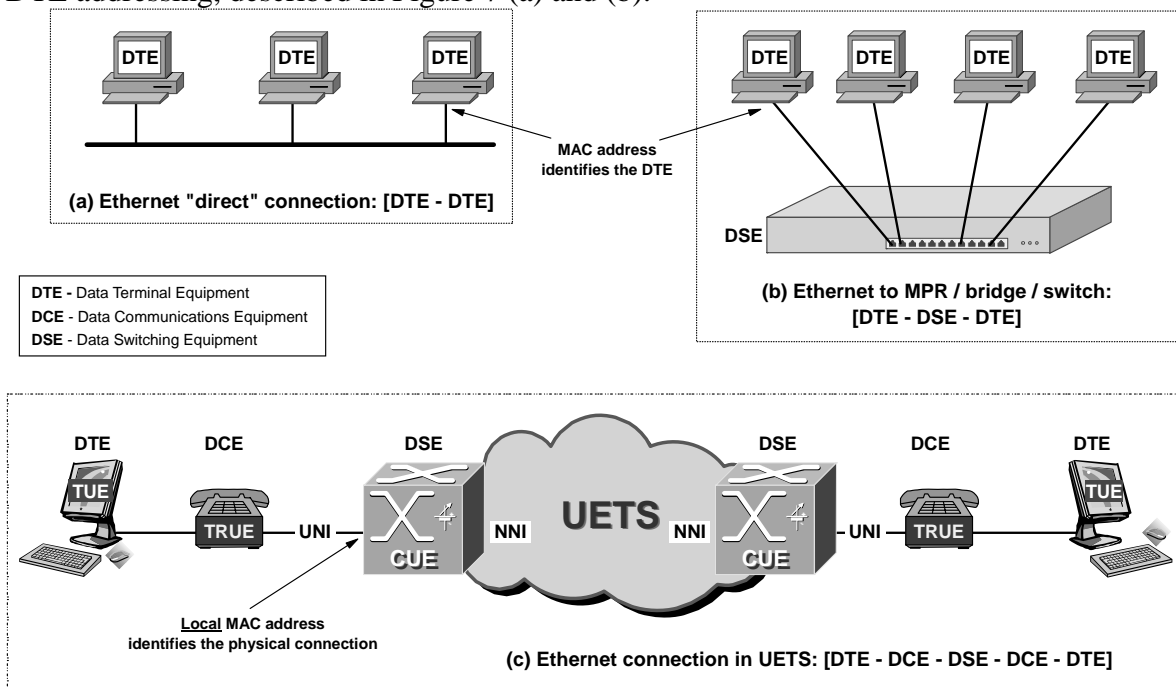 DTE addressing, described in Figure 7 (a) and (b):
DTE
DTE
DTE
MAC address
identifies the DTE
(a) Ethernet "direct" connection: [DTE - DTE]
DTE
DTE
DTE
DTE
DSE
(b) Ethernet to MPR / bridge / switch:
[DTE - DSE - DTE]
DTE - Data Terminal Equipment
DCE - Data Communications Equipment
DSE - Data Switching Equipment
DTE
DCE
DSE
DSE
DCE
DTE
TUE
TRUE
UNI
CUE
NNI
UETS
NNI
CUE
UNI
TRUE
TUE
Local MAC address
identifies the physical connection
(c) Ethernet connection in UETS: [DTE - DCE - DSE - DCE - DTE]